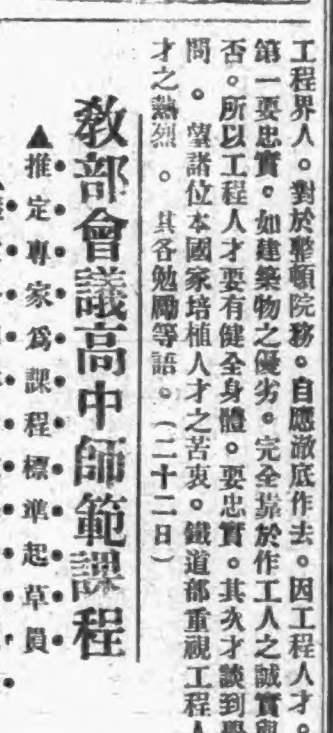 工程界人。對於整頓院務。自應澈底作去。因工程人才。
第一要忠實。如建築物之優劣。完全靠於作工人之誠實與
否。所以工程人才要有健全身體。要忠實。其次才談到學
問。望諸位本國家培植人才之苦衷。鐵道部重視工程人
才之熱烈。其各勉勵等語。(二十二日)
敎部會議高中師範課程
▲推定專家爲課程標準起草員